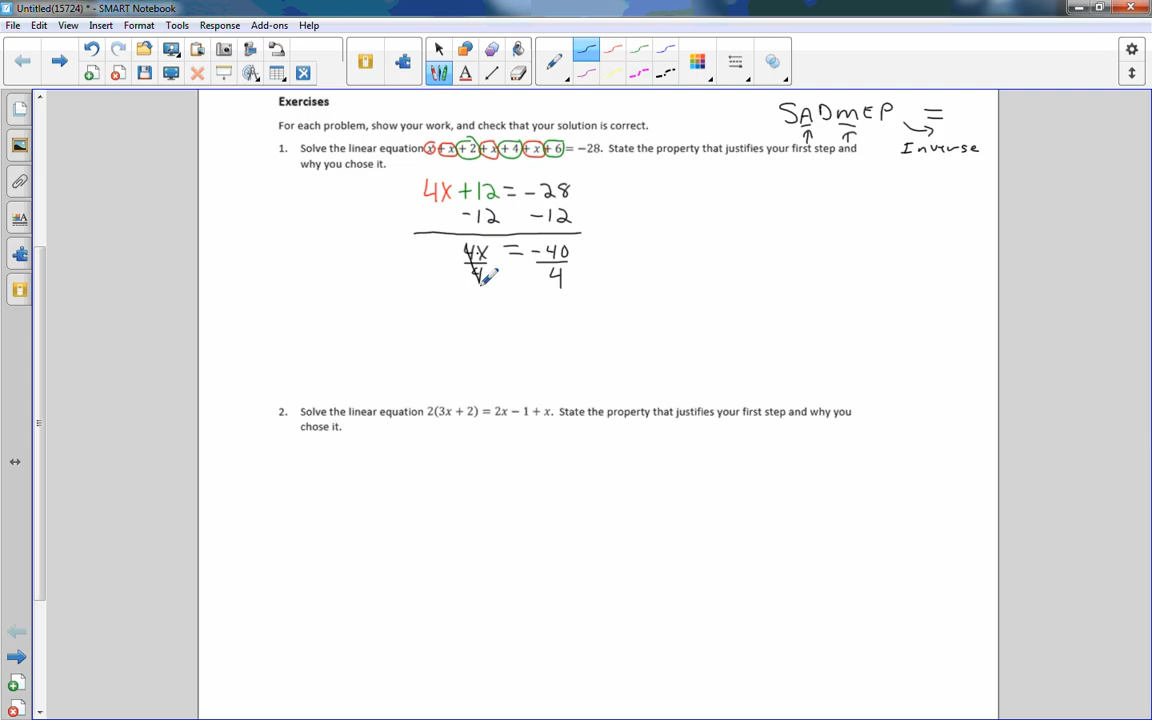 Untitled(15724) * - SMART Notebook
File Edit View Insert Format Tools Response Add-ons Help
Exercises
SADmEP =
Inverse
For each problem, show your work, and check that your solution is correct.
1. Solve the linear equation x + x + 2 + x + 4 + x + 6 = −28. State the property that justifies your first step and
why you chose it.
4x +12 = -28
-12 -12
4x = -40
4 4
2. Solve the linear equation 2(3x + 2) = 2x − 1 + x. State the property that justifies your first step and why you
chose it.